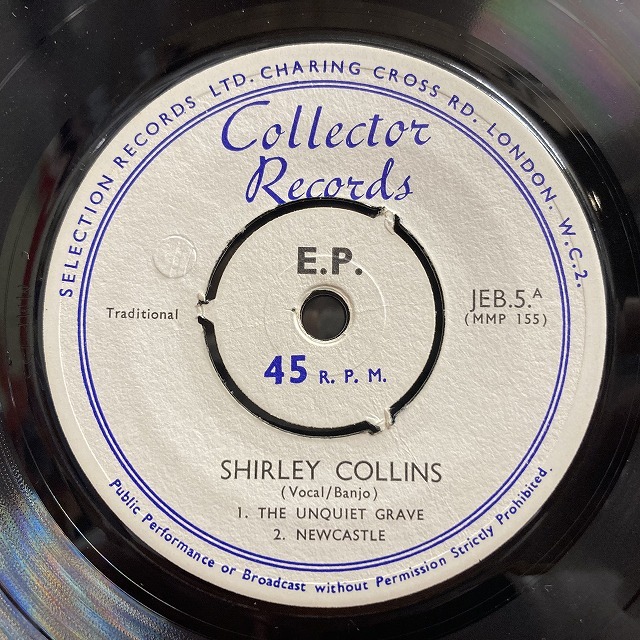 SELECTION RECORDS LTD. CHARING CROSS RD. LONDON. W.C.2.
Collector
Records
E.P.
Traditional
JEB.5.A
(MMP 155)
45 R. P. M.
SHIRLEY COLLINS
(Vocal/Banjo)
1. THE UNQUIET GRAVE
2. NEWCASTLE
Public Performance or Broadcast without Permission Strictly Prohibited.